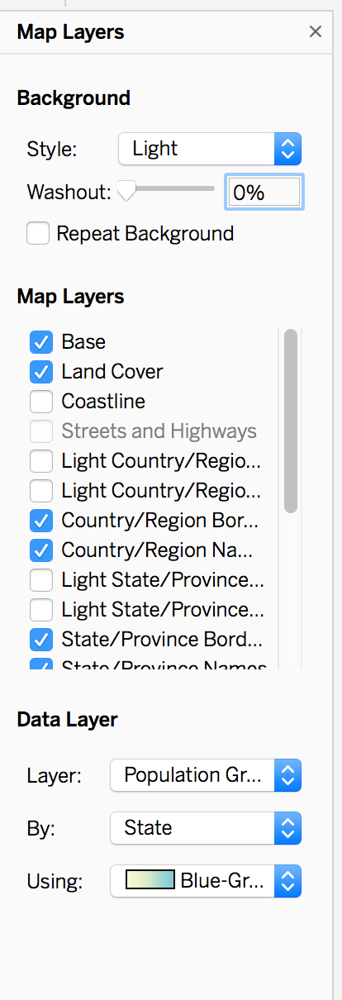 Map Layers
Background
Style: Light
Washout: 0%
Repeat Background
Map Layers
Base
Land Cover
Coastline
Streets and Highways
Light Country/Regio...
Light Country/Regio...
Country/Region Bor...
Country/Region Na...
Light State/Province...
Light State/Province...
State/Province Bord...
State/Province Names
Data Layer
Layer: Population Gr...
By: State
Using: Blue-Gr...